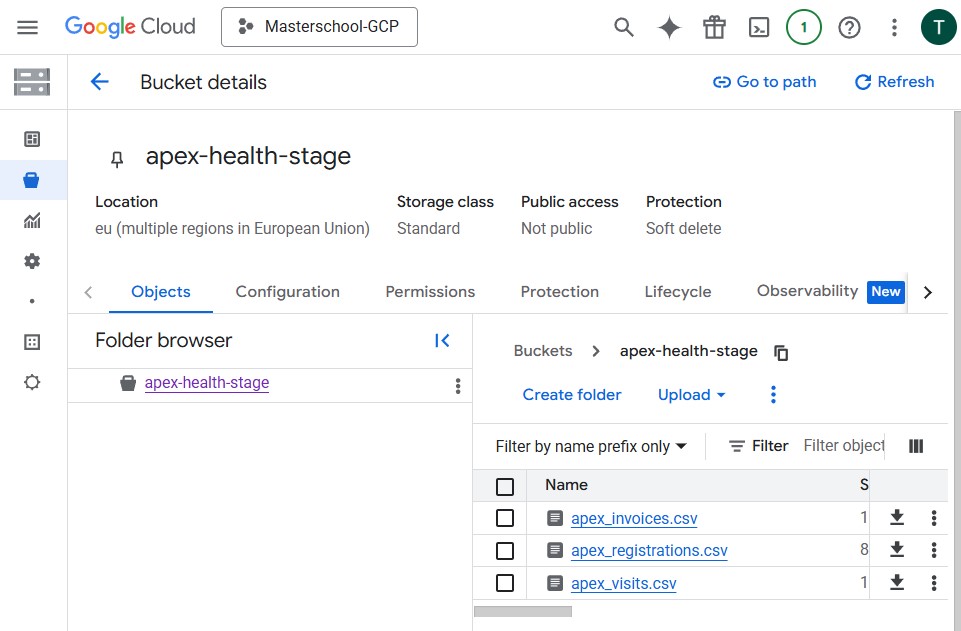 Google Cloud
Masterschool-GCP
1
T
Bucket details
Go to path
Refresh
apex-health-stage
Location
Storage class
Public access
Protection
eu (multiple regions in European Union)
Standard
Not public
Soft delete
Objects
Configuration
Permissions
Protection
Lifecycle
Observability
New
Folder browser
apex-health-stage
Buckets
apex-health-stage
Create folder
Upload
Filter by name prefix only
Filter
Filter object
Name
S
apex_invoices.csv
1
apex_registrations.csv
8
apex_visits.csv
1